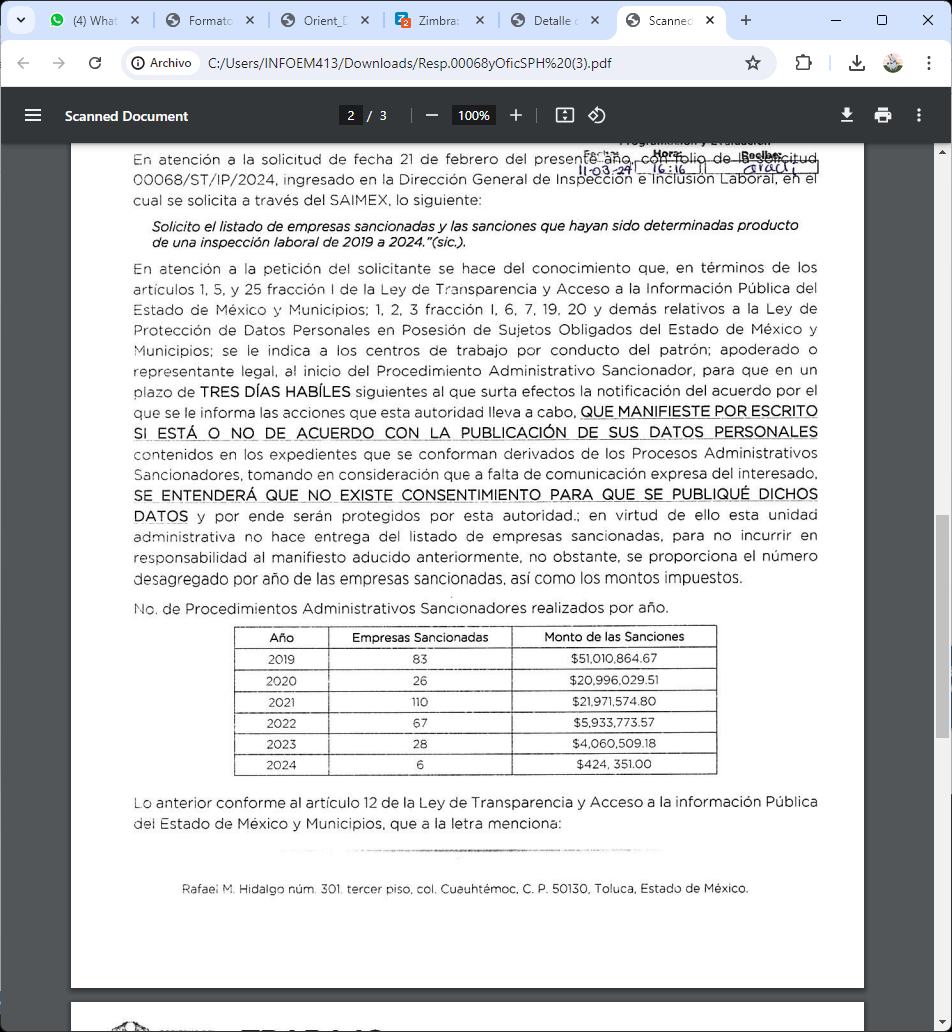 (4) What
Formato
Orient_D
Zimbra:
Detalle d
Scanned
Archivo C:/Users/INFOEM413/Downloads/Resp.00068yOficSPH%20(3).pdf
Scanned Document 2 / 3 100%
Programación y Evaluación
Fecha: Hora: Recibe:
11-03-24 16:16
En atención a la solicitud de fecha 21 de febrero del presente año, con folio de la solicitud
00068/ST/IP/2024, ingresado en la Dirección General de Inspección e Inclusión Laboral, en el
cual se solicita a través del SAIMEX, lo siguiente:
Solicito el listado de empresas sancionadas y las sanciones que hayan sido determinadas producto
de una inspección laboral de 2019 a 2024."(sic.).
En atención a la petición del solicitante se hace del conocimiento que, en términos de los
artículos 1, 5, y 25 fracción I de la Ley de Transparencia y Acceso a la Información Pública del
Estado de México y Municipios; 1, 2, 3 fracción I, 6, 7, 19, 20 y demás relativos a la Ley de
Protección de Datos Personales en Posesión de Sujetos Obligados del Estado de México y
Municipios; se le indica a los centros de trabajo por conducto del patrón; apoderado o
representante legal, al inicio del Procedimiento Administrativo Sancionador, para que en un
plazo de TRES DÍAS HABÍLES siguientes al que surta efectos la notificación del acuerdo por el
que se le informa las acciones que esta autoridad lleva a cabo, QUE MANIFIESTE POR ESCRITO
SI ESTÁ O NO DE ACUERDO CON LA PUBLICACIÓN DE SUS DATOS PERSONALES
contenidos en los expedientes que se conforman derivados de los Procesos Administrativos
Sancionadores, tomando en consideración que a falta de comunicación expresa del interesado,
SE ENTENDERÁ QUE NO EXISTE CONSENTIMIENTO PARA QUE SE PUBLIQUÉ DICHOS
DATOS y por ende serán protegidos por esta autoridad.; en virtud de ello esta unidad
administrativa no hace entrega del listado de empresas sancionadas, para no incurrir en
responsabilidad al manifiesto aducido anteriormente, no obstante, se proporciona el número
desagregado por año de las empresas sancionadas, así como los montos impuestos.
No. de Procedimientos Administrativos Sancionadores realizados por año.
Año Empresas Sancionadas Monto de las Sanciones
2019 83 $51,010,864.67
2020 26 $20,996,029.51
2021 110 $21,971,574.80
2022 67 $5,933,773.57
2023 28 $4,060,509.18
2024 6 $424, 351.00
Lo anterior conforme al artículo 12 de la Ley de Transparencia y Acceso a la información Pública
del Estado de México y Municipios, que a la letra menciona:
Rafael M. Hidalgo núm. 301. tercer piso, col. Cuauhtémoc, C. P. 50130, Toluca, Estado de México.